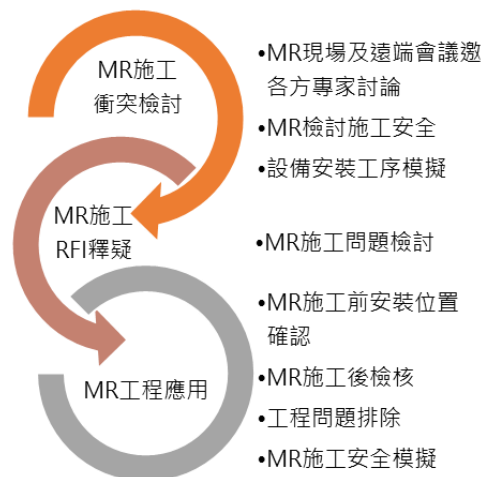 MR施工
衝突檢討
•MR現場及遠端會議邀
各方專家討論
•MR檢討施工安全
•設備安裝工序模擬
MR施工
RFI釋疑
•MR施工問題檢討
MR工程應用
•MR施工前安裝位置
確認
•MR施工後檢核
•工程問題排除
•MR施工安全模擬